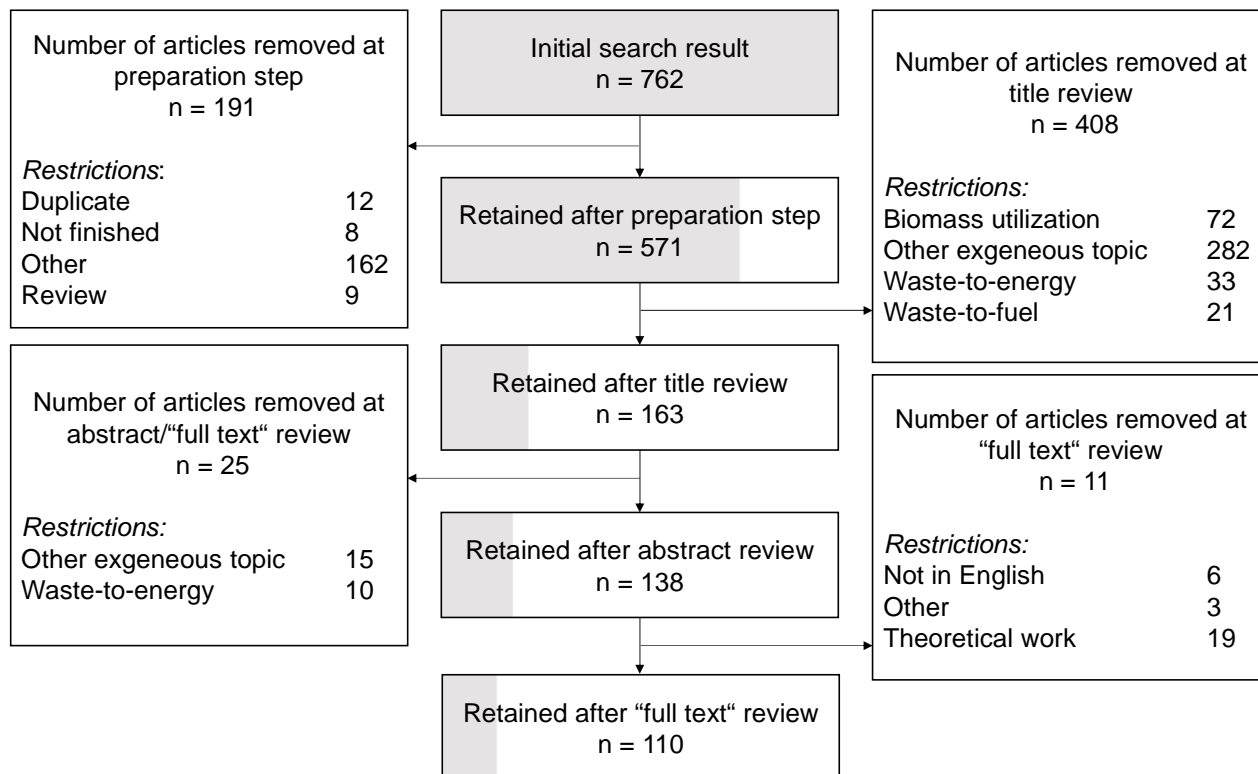 Initial search result
n = 762
Number of articles removed at
preparation step
n = 191
Restrictions:
Duplicate 12
Not finished 8
Other 162
Review 9
Retained after preparation step
n = 571
Number of articles removed at
title review
n = 408
Restrictions:
Biomass utilization 72
Other exgeneous topic 282
Waste-to-energy 33
Waste-to-fuel 21
Retained after title review
n = 163
Number of articles removed at
abstract/“full text“ review
n = 25
Restrictions:
Other exgeneous topic 15
Waste-to-energy 10
Retained after abstract review
n = 138
Number of articles removed at
“full text“ review
n = 11
Restrictions:
Not in English 6
Other 3
Theoretical work 19
Retained after “full text“ review
n = 110